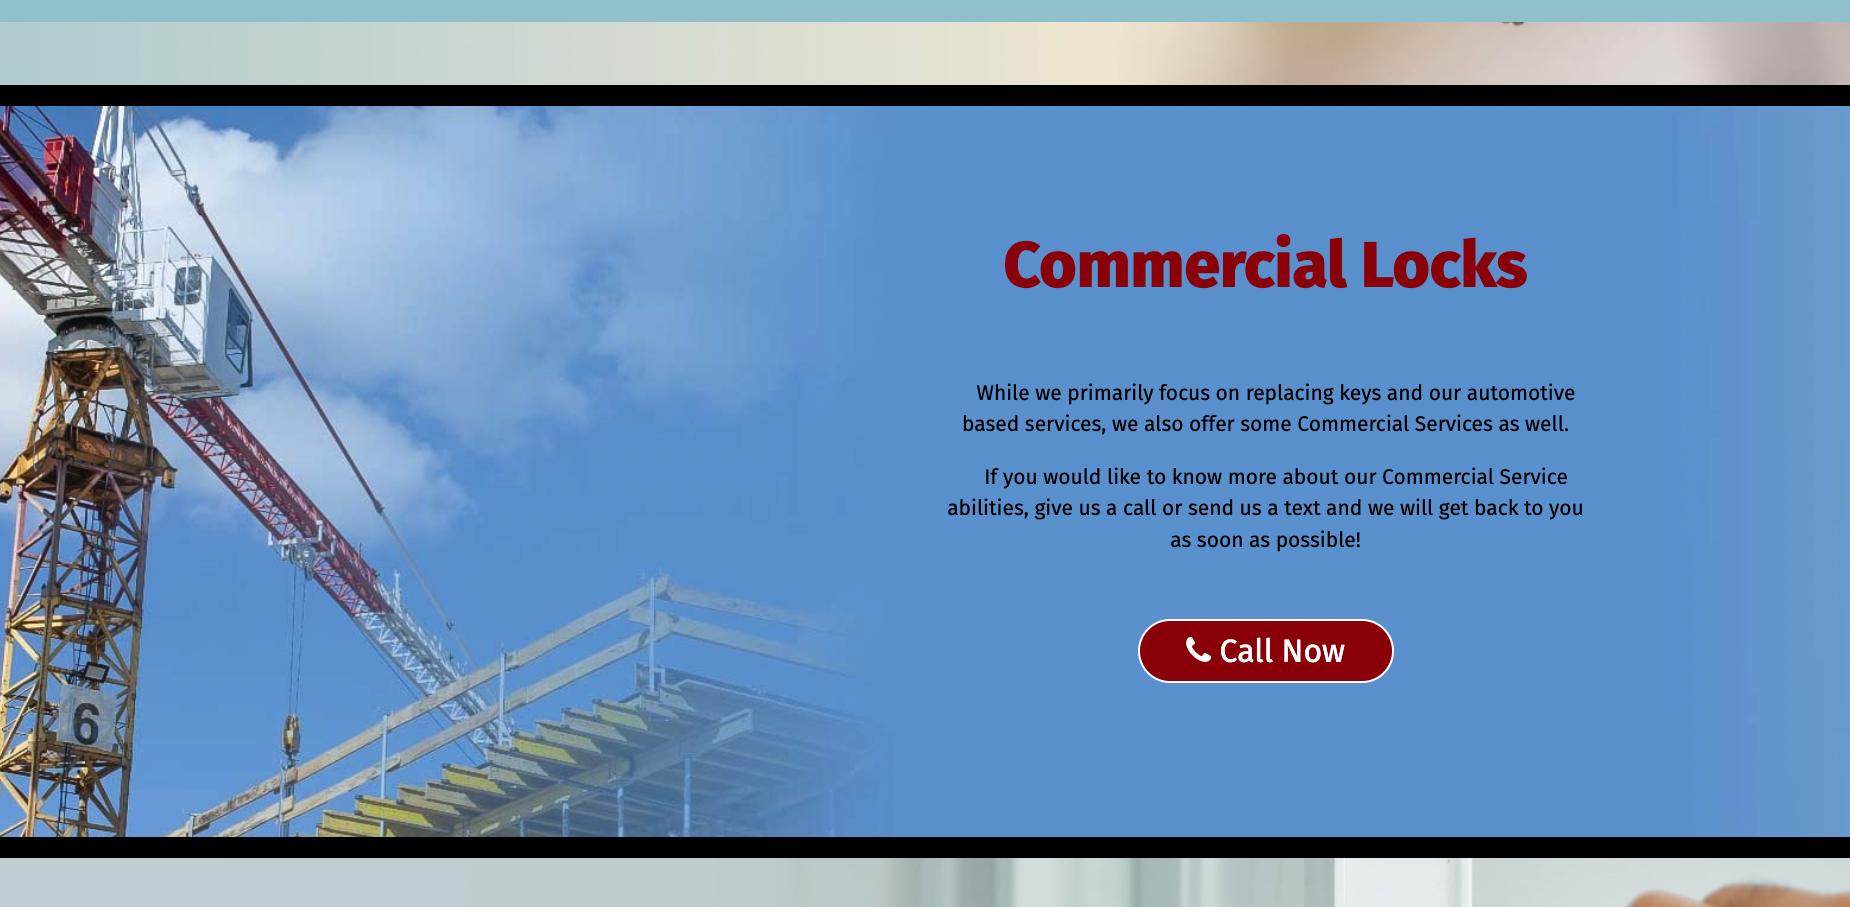 Commercial Locks
While we primarily focus on replacing keys and our automotive
based services, we also offer some Commercial Services as well.
If you would like to know more about our Commercial Service
abilities, give us a call or send us a text and we will get back to you
as soon as possible!
Call Now
6